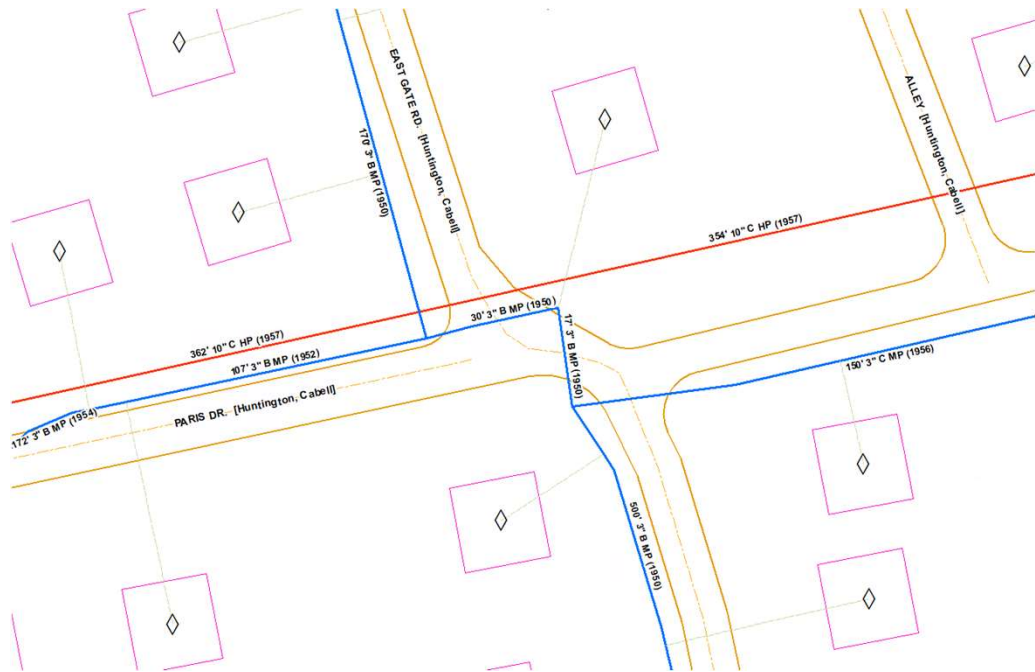 EAST GATE RD. [Huntington, Cabell]
ALLEY [Huntington, Cabell]
170' 3" B MP (1950)
354' 10" C HP (1957)
30' 3" B MP (1950)
362' 10" C HP (1957)
107' 3" B MP (1952)
17' 3" B MP (1950)
150' 3" C MP (1956)
PARIS DR. [Huntington, Cabell]
172' 3" B MP (1954)
500' 3" B MP (1950)